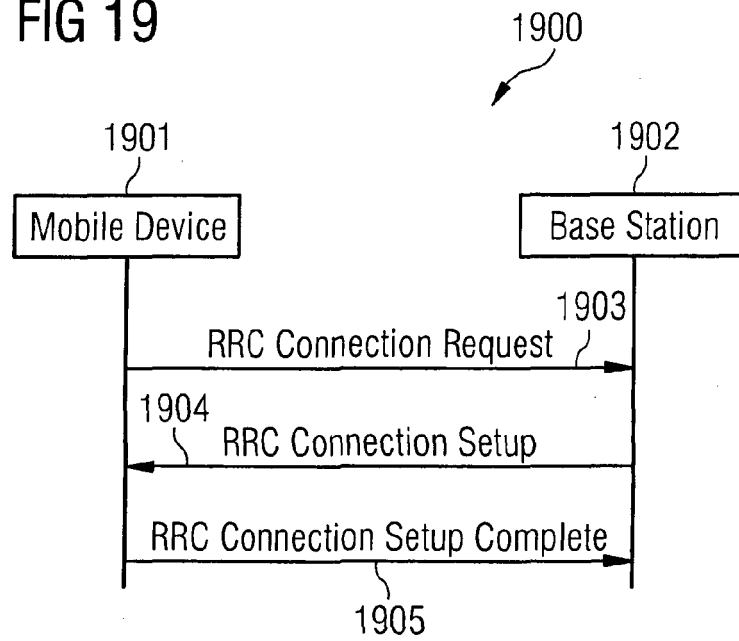 FIG 19
1900
1901
1902
Mobile Device
Base Station
1903
RRC Connection Request
1904
RRC Connection Setup
RRC Connection Setup Complete
1905